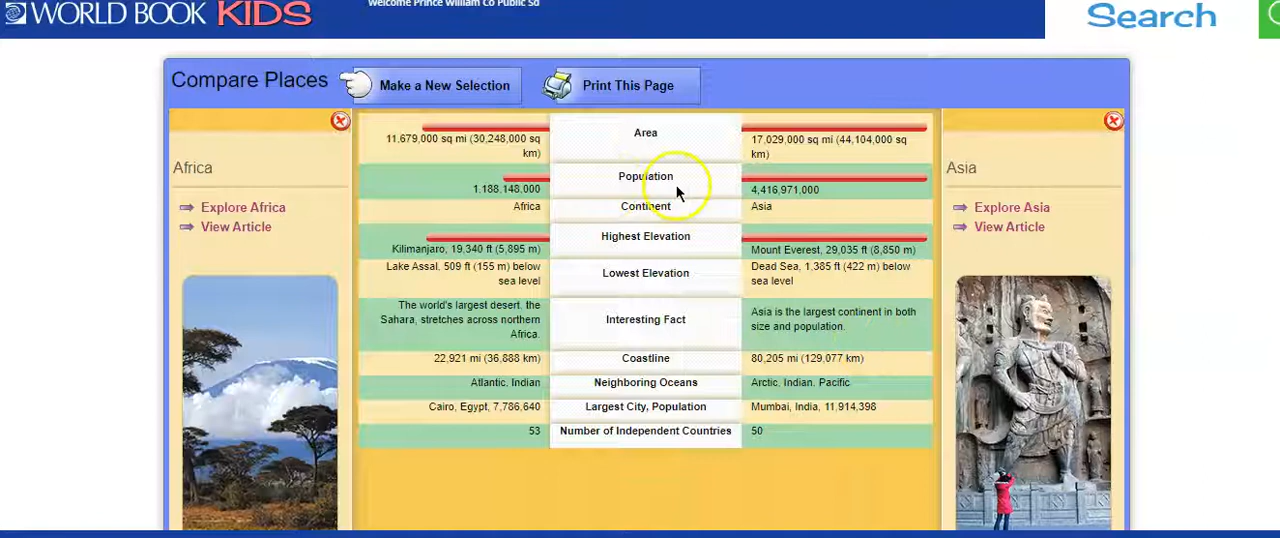 WORLD BOOK KIDS
Welcome Prince William Co Public Sd
Search
Compare Places
Make a New Selection
Print This Page
Africa
Explore Africa
View Article
11,679,000 sq mi (30,248,000 sq
km)
Area
17,029,000 sq mi (44,104,000 sq
km)
1,188,148,000
Population
4,416,971,000
Africa
Continent
Asia
Kilimanjaro, 19,340 ft (5,895 m)
Highest Elevation
Mount Everest, 29,035 ft (8,850 m)
Lake Assal, 509 ft (155 m) below
sea level
Lowest Elevation
Dead Sea, 1,385 ft (422 m) below
sea level
The world's largest desert, the
Sahara, stretches across northern
Africa.
Interesting Fact
Asia is the largest continent in both
size and population.
22,921 mi (36,888 km)
Coastline
80,205 mi (129,077 km)
Atlantic, Indian
Neighboring Oceans
Arctic, Indian, Pacific
Cairo, Egypt, 7,786,640
Largest City, Population
Mumbai, India, 11,914,398
53
Number of Independent Countries
50
Asia
Explore Asia
View Article